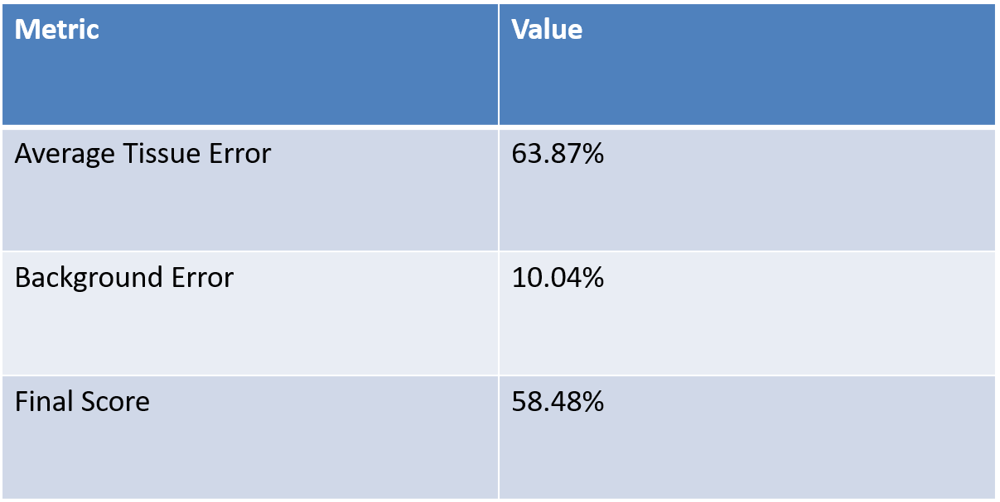 Metric Value
Average Tissue Error 63.87%
Background Error 10.04%
Final Score 58.48%